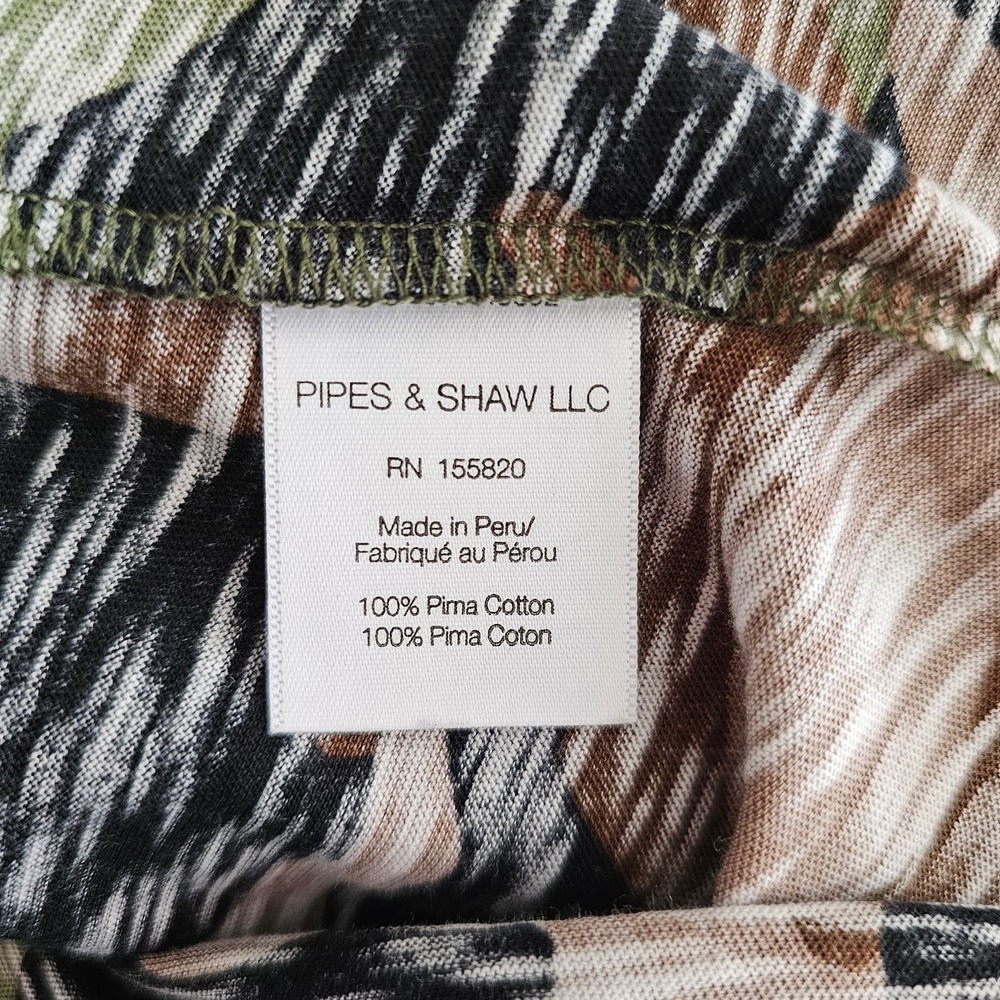 PIPES & SHAW LLC
RN 155820
Made in Peru/
Fabriqué au Pérou
100% Pima Cotton
100% Pima Coton